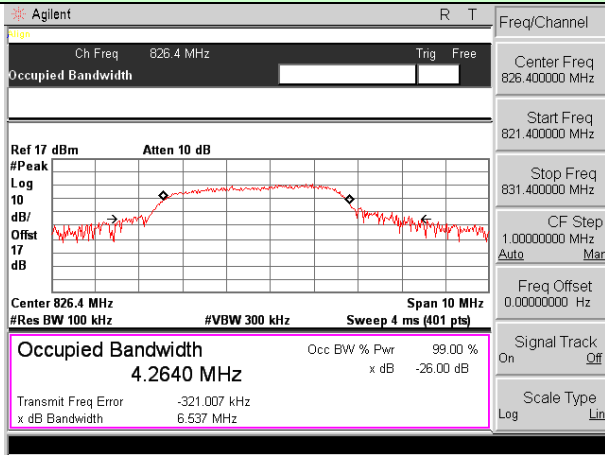 Agilent
R T
Align
Ch Freq 826.4 MHz Trig Free
Occupied Bandwidth
Ref 17 dBm Atten 10 dB
#Peak
Log
10
dB/
Offst
17
dB
Center 826.4 MHz Span 10 MHz
#Res BW 100 kHz #VBW 300 kHz Sweep 4 ms (401 pts)
Occupied Bandwidth
4.2640 MHz
Occ BW % Pwr 99.00 %
x dB -26.00 dB
Transmit Freq Error -321.007 kHz
x dB Bandwidth 6.537 MHz
Freq/Channel
Center Freq
826.400000 MHz
Start Freq
821.400000 MHz
Stop Freq
831.400000 MHz
CF Step
1.00000000 MHz
Auto Man
Freq Offset
0.00000000 Hz
Signal Track
On Off
Scale Type
Log Lin